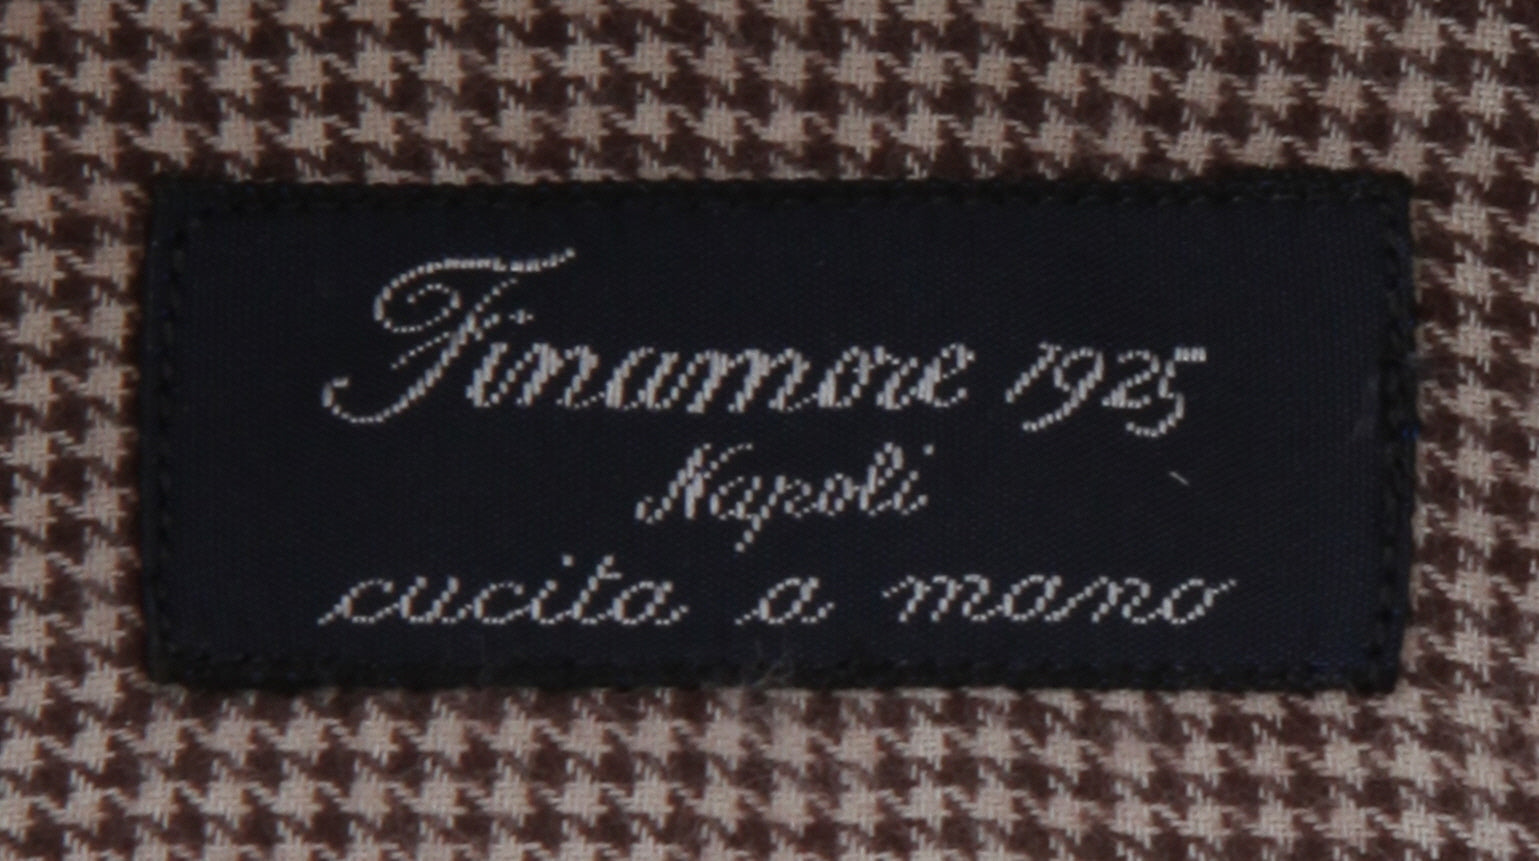 Finamore 1925
Napoli
cucita a mano